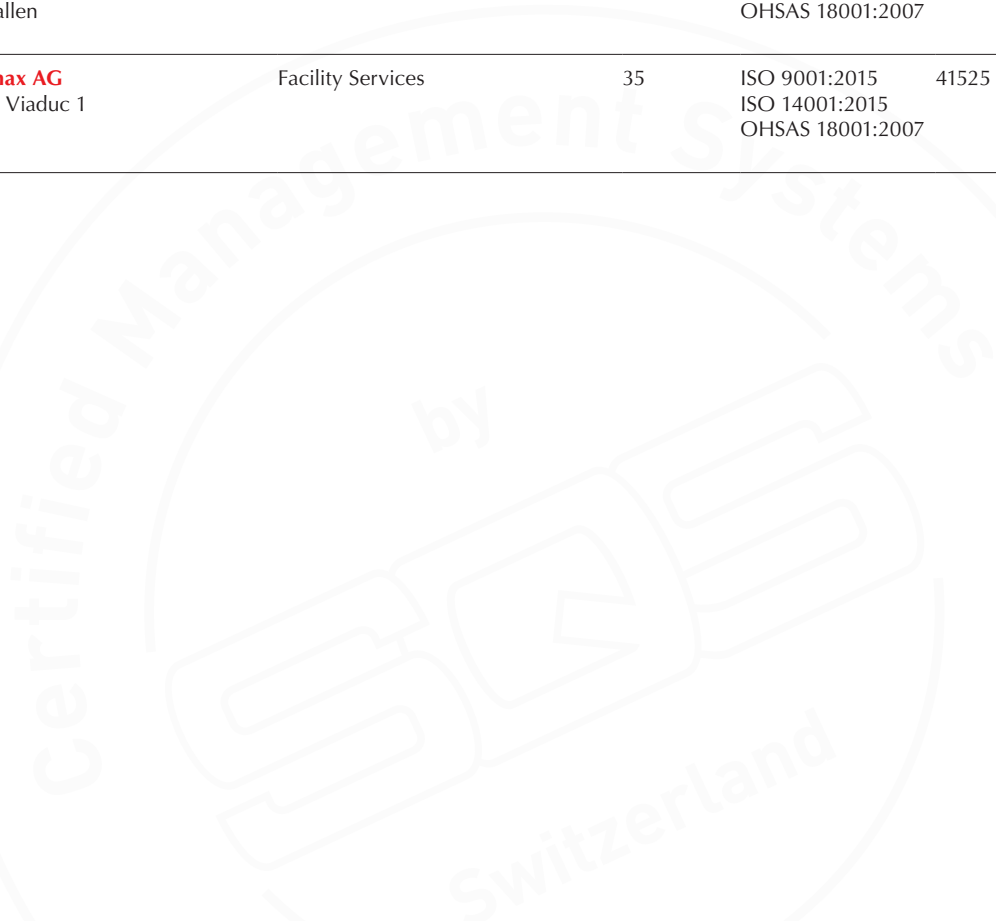 allen OHSAS 18001:2007
nax AG Facility Services 35 ISO 9001:2015 41525
Viaduc 1 ISO 14001:2015
OHSAS 18001:2007
Certified Management Systems
by
SQS
Switzerland